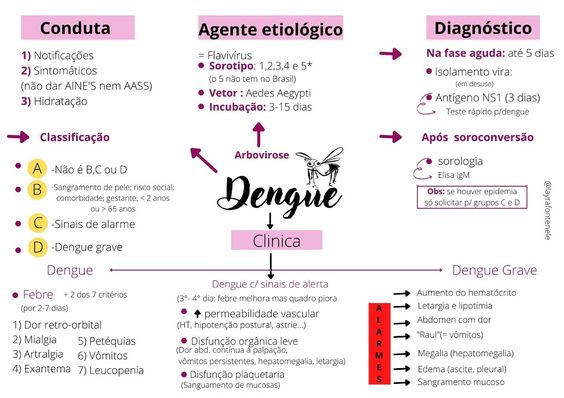 Conduta
1) Notificações
2) Sintomáticos
(não dar AINE'S nem AASS)
3) Hidratação
Classificação
A -Não é B,C ou D
B -Sangramento de pele; risco social;
comorbidade; gestante; < 2 anos
ou > 65 anos
C -Sinais de alarme
D -Dengue grave
Agente etiológico
= Flavivírus
Sorotipo: 1,2,3,4 e 5*
(o 5 não tem no Brasil)
Vetor : Aedes Aegypti
Incubação: 3-15 dias
Arbovirose
Dengue
Clinica
Diagnóstico
Na fase aguda: até 5 dias
Isolamento vira:
(em desuso)
Antígeno NS1 (3 dias)
Teste rápido p/dengue
Após soroconversão
sorologia
Elisa IgM
Obs: se houver epidemia
só solicitar p/ grupos C e D
@layrafontenele
Dengue
Febre + 2 dos 7 critérios
(por 2-7 dias)
1) Dor retro-orbital
2) Mialgia
3) Artralgia
4) Exantema
5) Petéquias
6) Vômitos
7) Leucopenia
Dengue c/ sinais de alerta
(3°- 4° dia: febre melhora mas quadro piora
permeabilidade vascular
(HT, hipotenção postural, astrie...)
Disfunção orgânica leve
(Dor abd. contínua à palpação,
vômitos persistentes, hepatomegalia, letargia)
Disfunção plaquetaria
(Sanguamento de mucosas)
Dengue Grave
ALARMES
Aumento do hematócrito
Letargia e lipotimia
Abdomen com dor
"Raul"(= vômitos)
Megalia (hepatomegalia)
Edema (ascite, pleural)
Sangramento mucoso